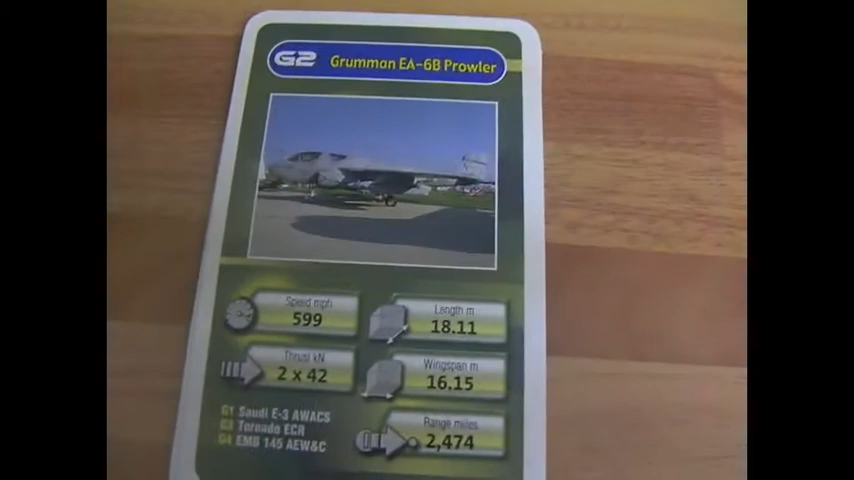 G2 Grumman EA-6B Prowler
Speed mph
599
Length m
18.11
Thrust kN
2 x 42
Wingspan m
16.15
Range miles
2,474
G1 Saudi E-3 AWACS
G3 Tornado ECR
G4 EMB 145 AEW&C